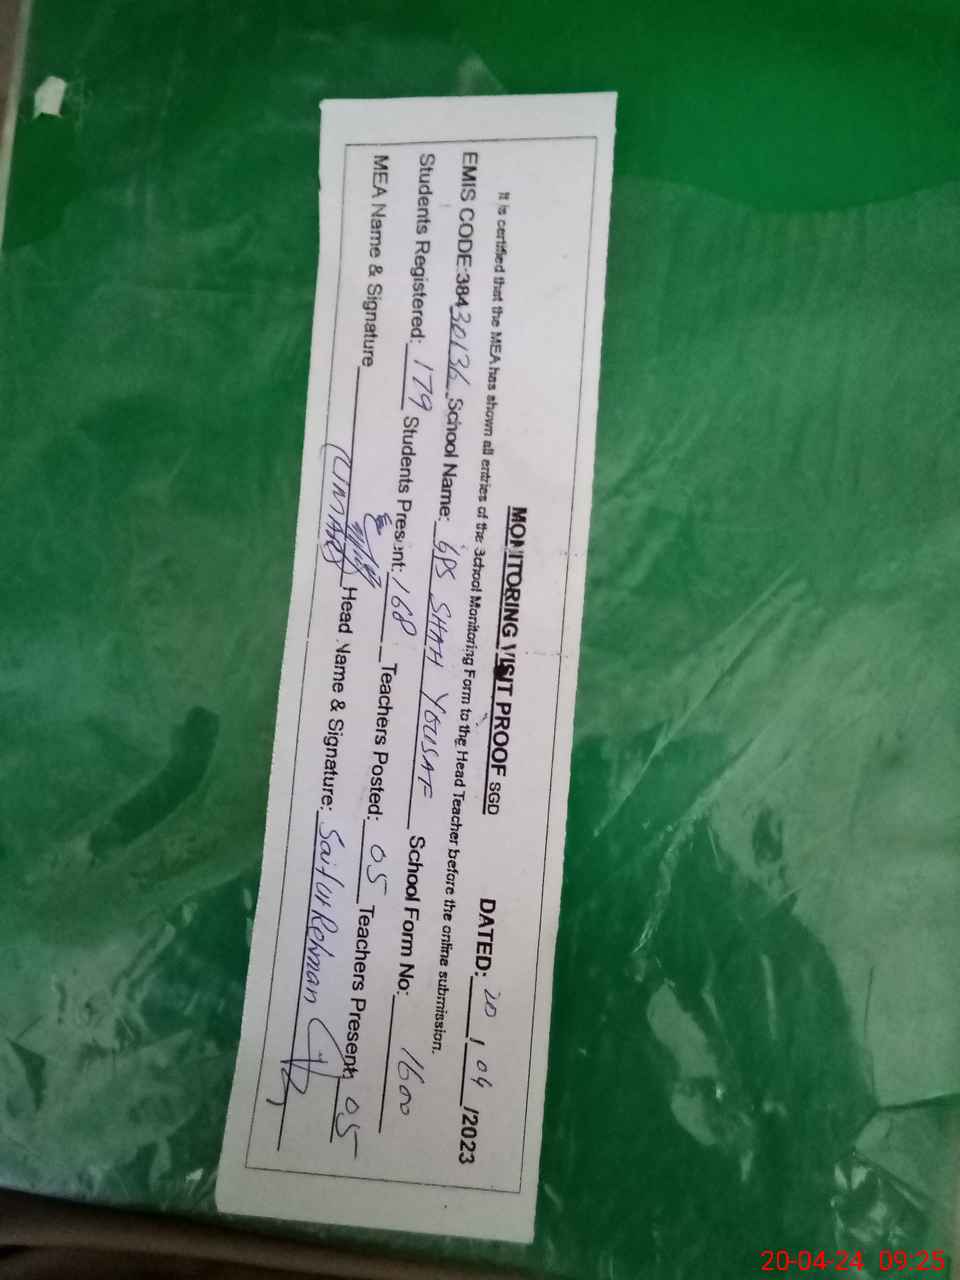 MONITORING VISIT PROOF SGD DATED: 20 / 04 /2023
It is certified that the MEA has shown all entries of the School Monitoring Form to the Head Teacher before the online submission.
EMIS CODE:38430136 School Name: GPS SHAH YOUSAF School Form No: 1600
Students Registered: 179 Students Present: 168 Teachers Posted: 05 Teachers Present: 05
MEA Name & Signature Head Name & Signature: Saif ur Rehman
20-04-24 09:25